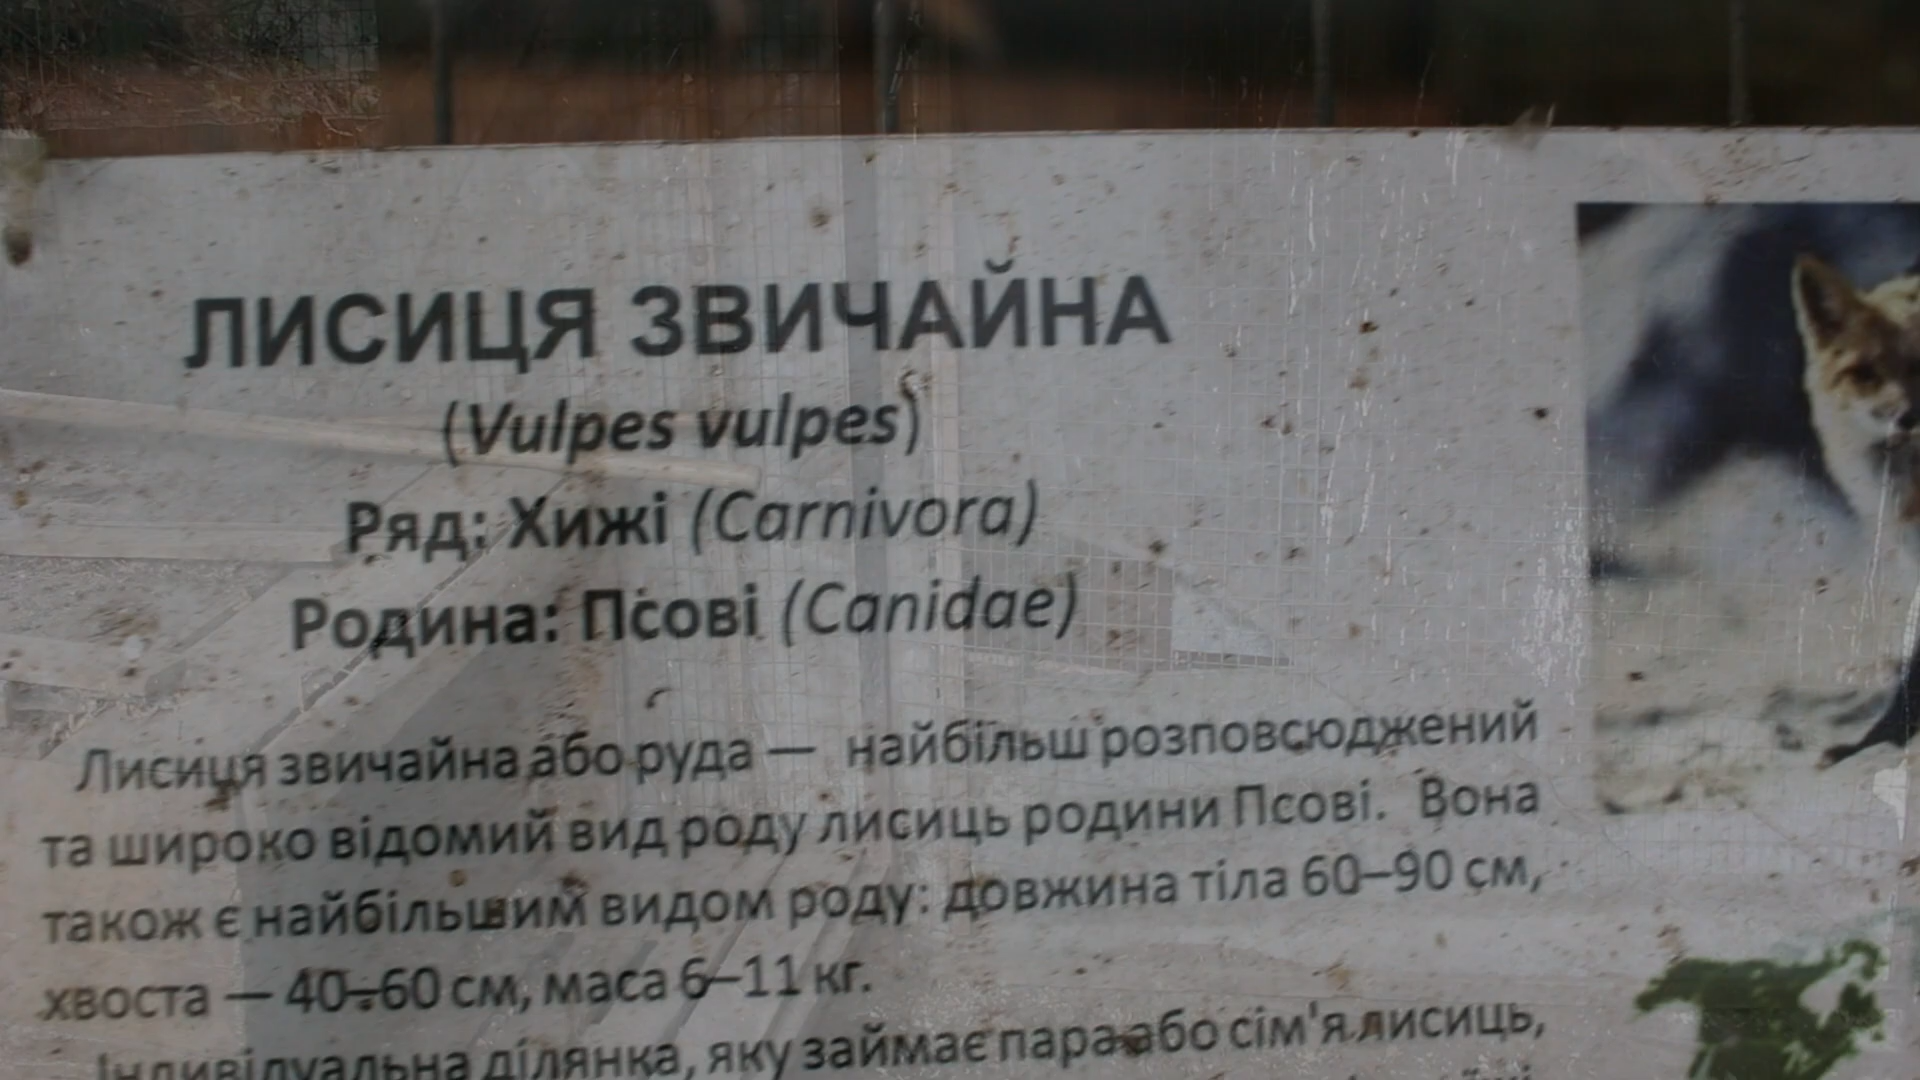 ЛИСИЦЯ ЗВИЧАЙНА
(Vulpes vulpes)
Ряд: Хижі (Carnivora)
Родина: Псові (Canidae)
Лисиця звичайна або руда — найбільш розповсюджений
та широко відомий вид роду лисиць родини Псові. Вона
також є найбільшим видом роду: довжина тіла 60–90 см,
хвоста — 40–60 см, маса 6–11 кг.
Індивідуальна ділянка, яку займає пара або сім'я лисиць,